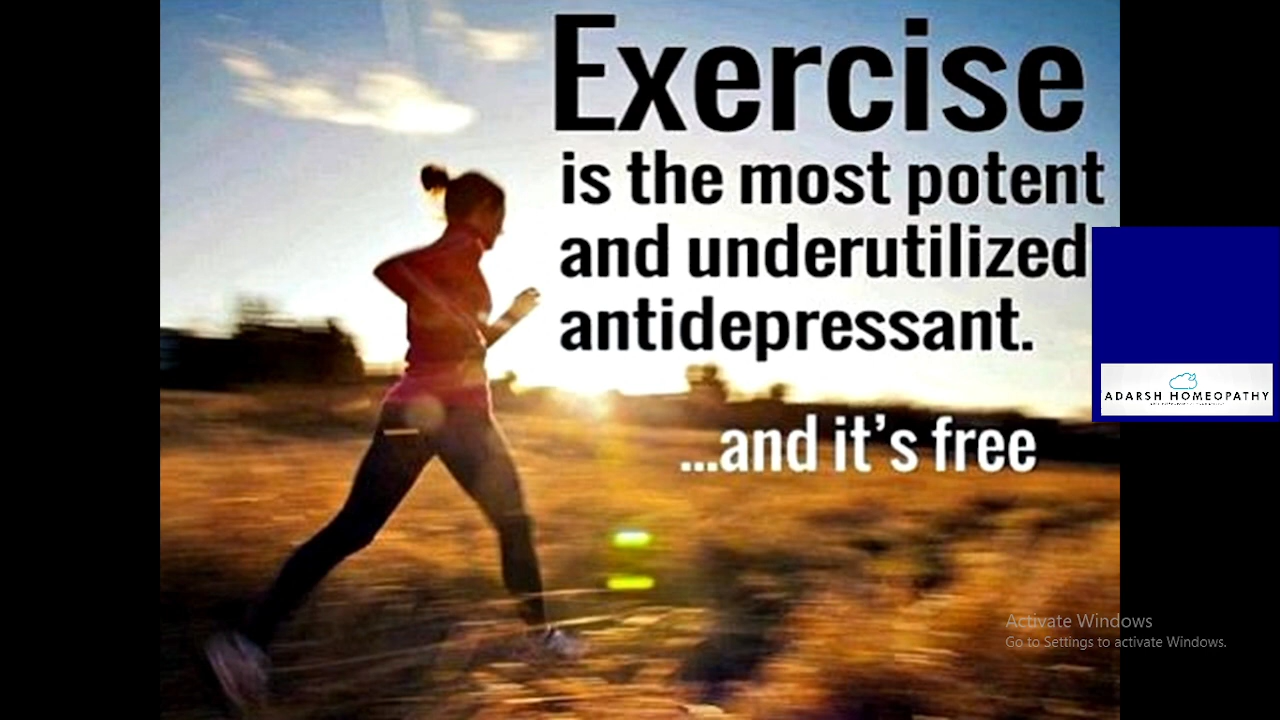 Exercise
is the most potent
and underutilized
antidepressant.
...and it's free
ADARSH HOMEOPATHY
Activate Windows
Go to Settings to activate Windows.